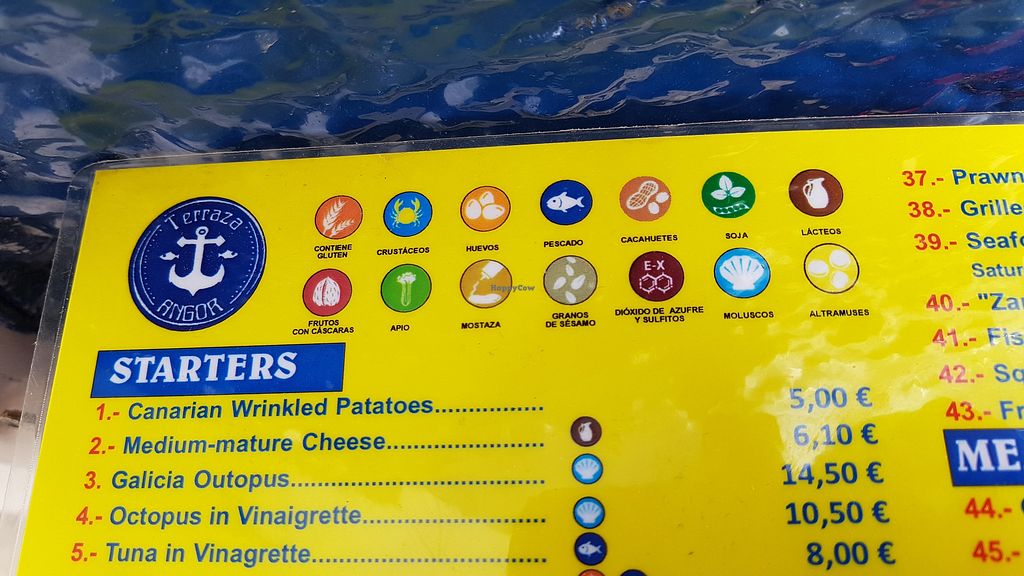 Terraza
ANGOR
CONTIENE
GLUTEN
CRUSTÁCEOS
HUEVOS
PESCADO
CACAHUETES
SOJA
LÁCTEOS
FRUTOS
CON CÁSCARAS
APIO
MOSTAZA
GRANOS
DE SÉSAMO
E-X
DIÓXIDO DE AZUFRE
Y SULFITOS
MOLUSCOS
ALTRAMUSES
HappyCow
STARTERS
1.- Canarian Wrinkled Patatoes................ 5,00 €
2.- Medium-mature Cheese....................... 6,10 €
3. Galicia Outopus..................................... 14,50 €
4.- Octopus in Vinaigrette.......................... 10,50 €
5.- Tuna in Vinagrette.................................. 8,00 €
37.- Prawn
38.- Grille
39.- Seafo
Satur
40.- "Za
41.- Fis
42.- Sq
43.- Fr
ME
44.-
45.-